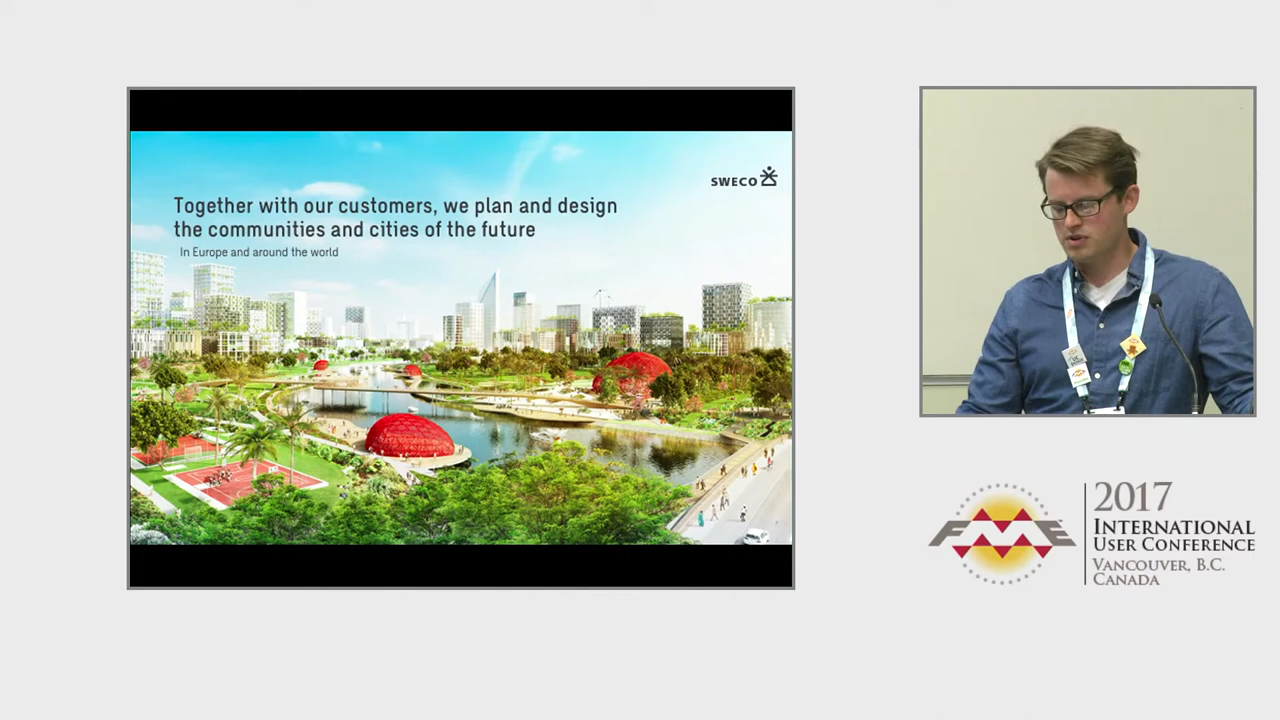 SWECO
Together with our customers, we plan and design
the communities and cities of the future
In Europe and around the world
FME
2017
INTERNATIONAL
USER CONFERENCE
VANCOUVER, B.C.
CANADA